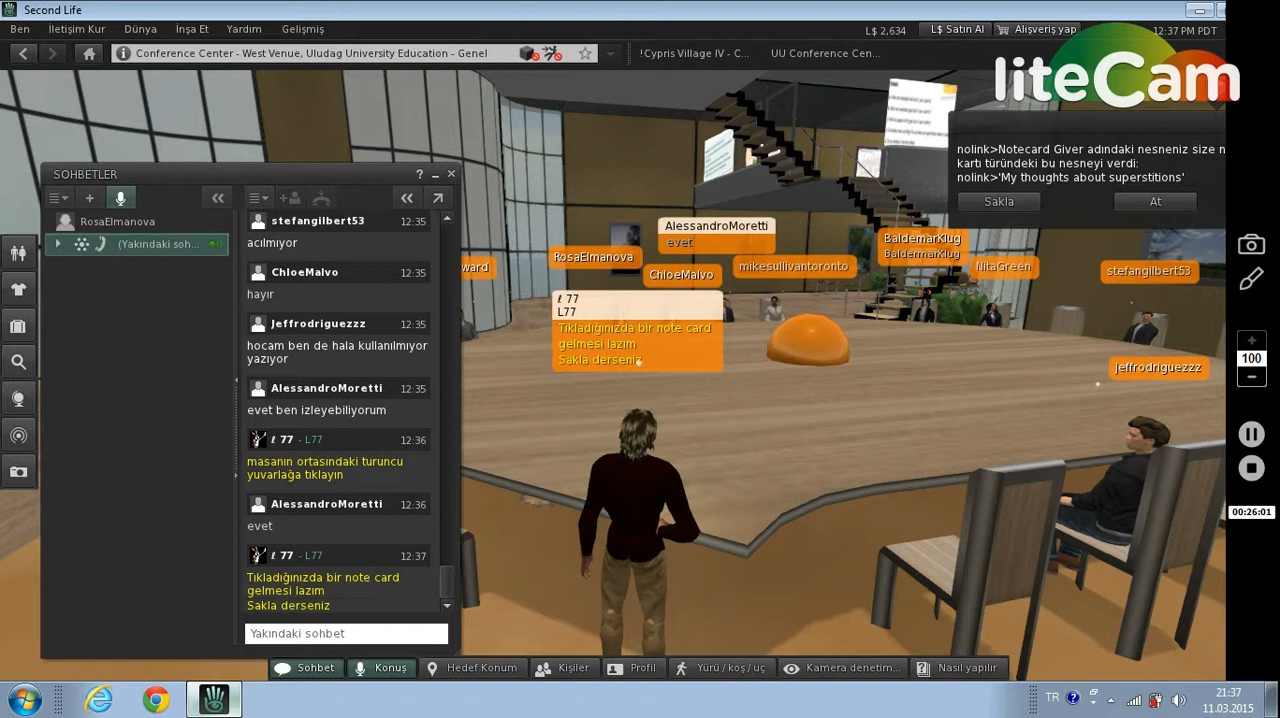 Second Life
Ben İletişim Kur Dünya İnşa Et Yardım Gelişmiş
L$ 2,634 L$ Satın Al Alışveriş yap 12:37 PM PDT
Conference Center - West Venue, Uludag University Education - Genel
!Cypris Village IV - C... UU Conference Cen...
liteCam
nolink>Notecard Giver adındaki nesneniz size n
kartı türündeki bu nesneyi verdi:
nolink>'My thoughts about superstitions'
Sakla At
SOHBETLER
RosaElmanova
(Yakındaki soh...
stefangilbert53 12:35
acılmıyor
ChloeMalvo 12:35
hayır
Jeffrodriguezzz 12:35
hocam ben de hala kullanılmıyor
yazıyor
AlessandroMoretti 12:35
evet ben izleyebiliyorum
ℓ 77 - L77 12:36
masanın ortasındaki turuncu
yuvarlağa tıklayın
AlessandroMoretti 12:36
evet
ℓ 77 - L77 12:37
Tıkladığınızda bir note card
gelmesi lazım
Sakla derseniz
Yakındaki sohbet
ward
RosaElmanova
AlessandroMoretti
evet
ChloeMalvo
mikesullivantoronto
BaldemarKlug
BaldermarKlug
NitaGreen
stefangilbert53
Jeffrodriguezzz
ℓ 77
L77
Tıkladığınızda bir note card
gelmesi lazım
Sakla derseniz
100
00:26:01
Sohbet Konuş Hedef Konum Kişiler Profil Yürü / koş / uç Kamera denetim... Nasıl yapılır
TR
21:37
11.03.2015